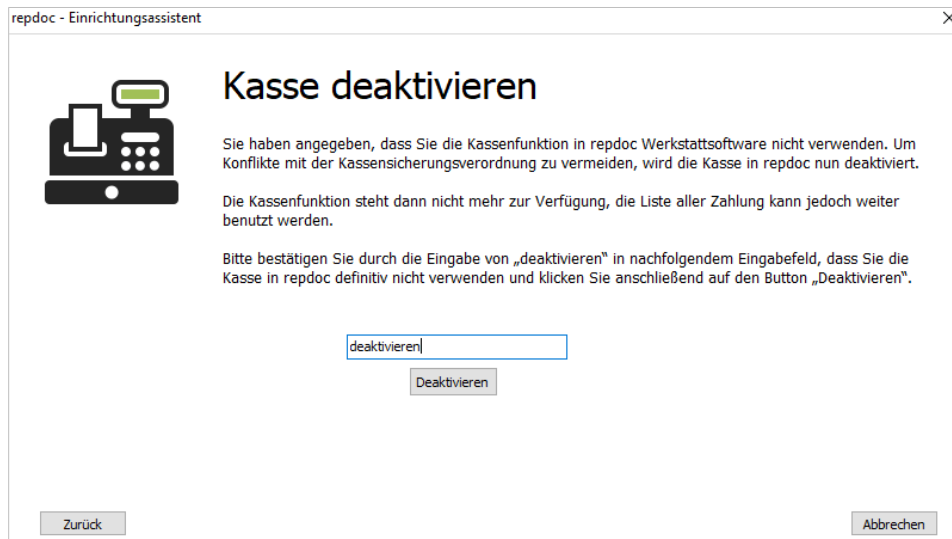 repdoc - Einrichtungsassistent
Kasse deaktivieren
Sie haben angegeben, dass Sie die Kassenfunktion in repdoc Werkstattsoftware nicht verwenden. Um
Konflikte mit der Kassensicherungsverordnung zu vermeiden, wird die Kasse in repdoc nun deaktiviert.
Die Kassenfunktion steht dann nicht mehr zur Verfügung, die Liste aller Zahlung kann jedoch weiter
benutzt werden.
Bitte bestätigen Sie durch die Eingabe von „deaktivieren“ in nachfolgendem Eingabefeld, dass Sie die
Kasse in repdoc definitiv nicht verwenden und klicken Sie anschließend auf den Button „Deaktivieren“.
deaktivieren
Deaktivieren
Zurück
Abbrechen